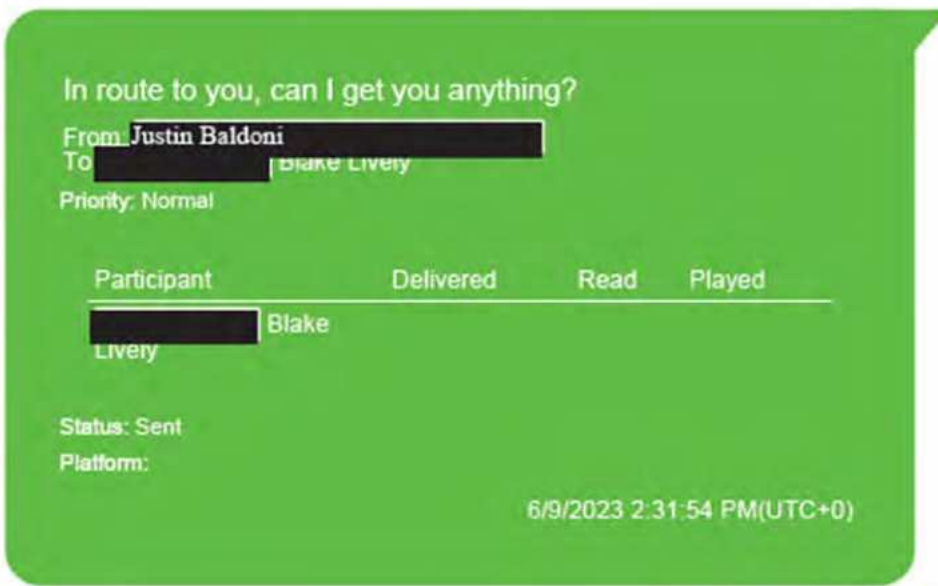 In route to you, can I get you anything?
From: Justin Baldoni
To Blake Lively
Priority: Normal
Participant Delivered Read Played
Blake
Lively
Status: Sent
Platform:
6/9/2023 2:31:54 PM(UTC+0)